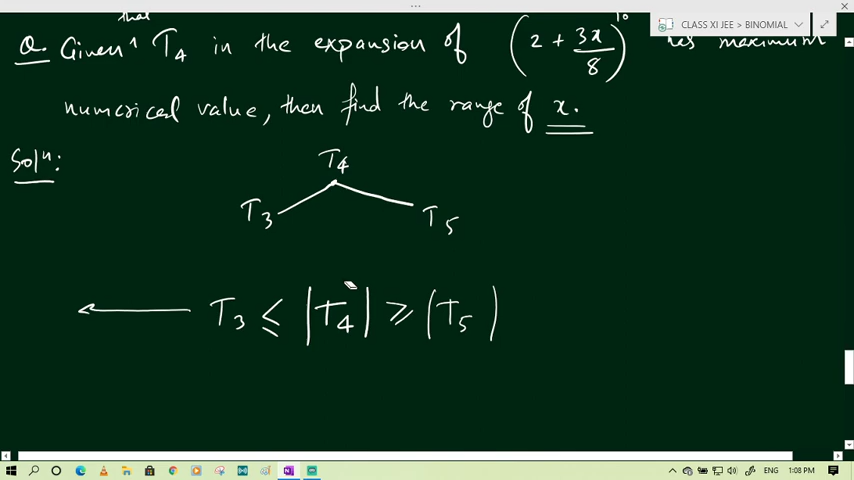 CLASS XI JEE > BINOMIAL
that
Q. Given ^ T4 in the expansion of (2 + 3x/8)^10 has maximum
numerical value, then find the range of x.
Solⁿ:
T4
T3 T5
← T3 ≤ |T4| ≥ (T5)
ENG 1:08 PM